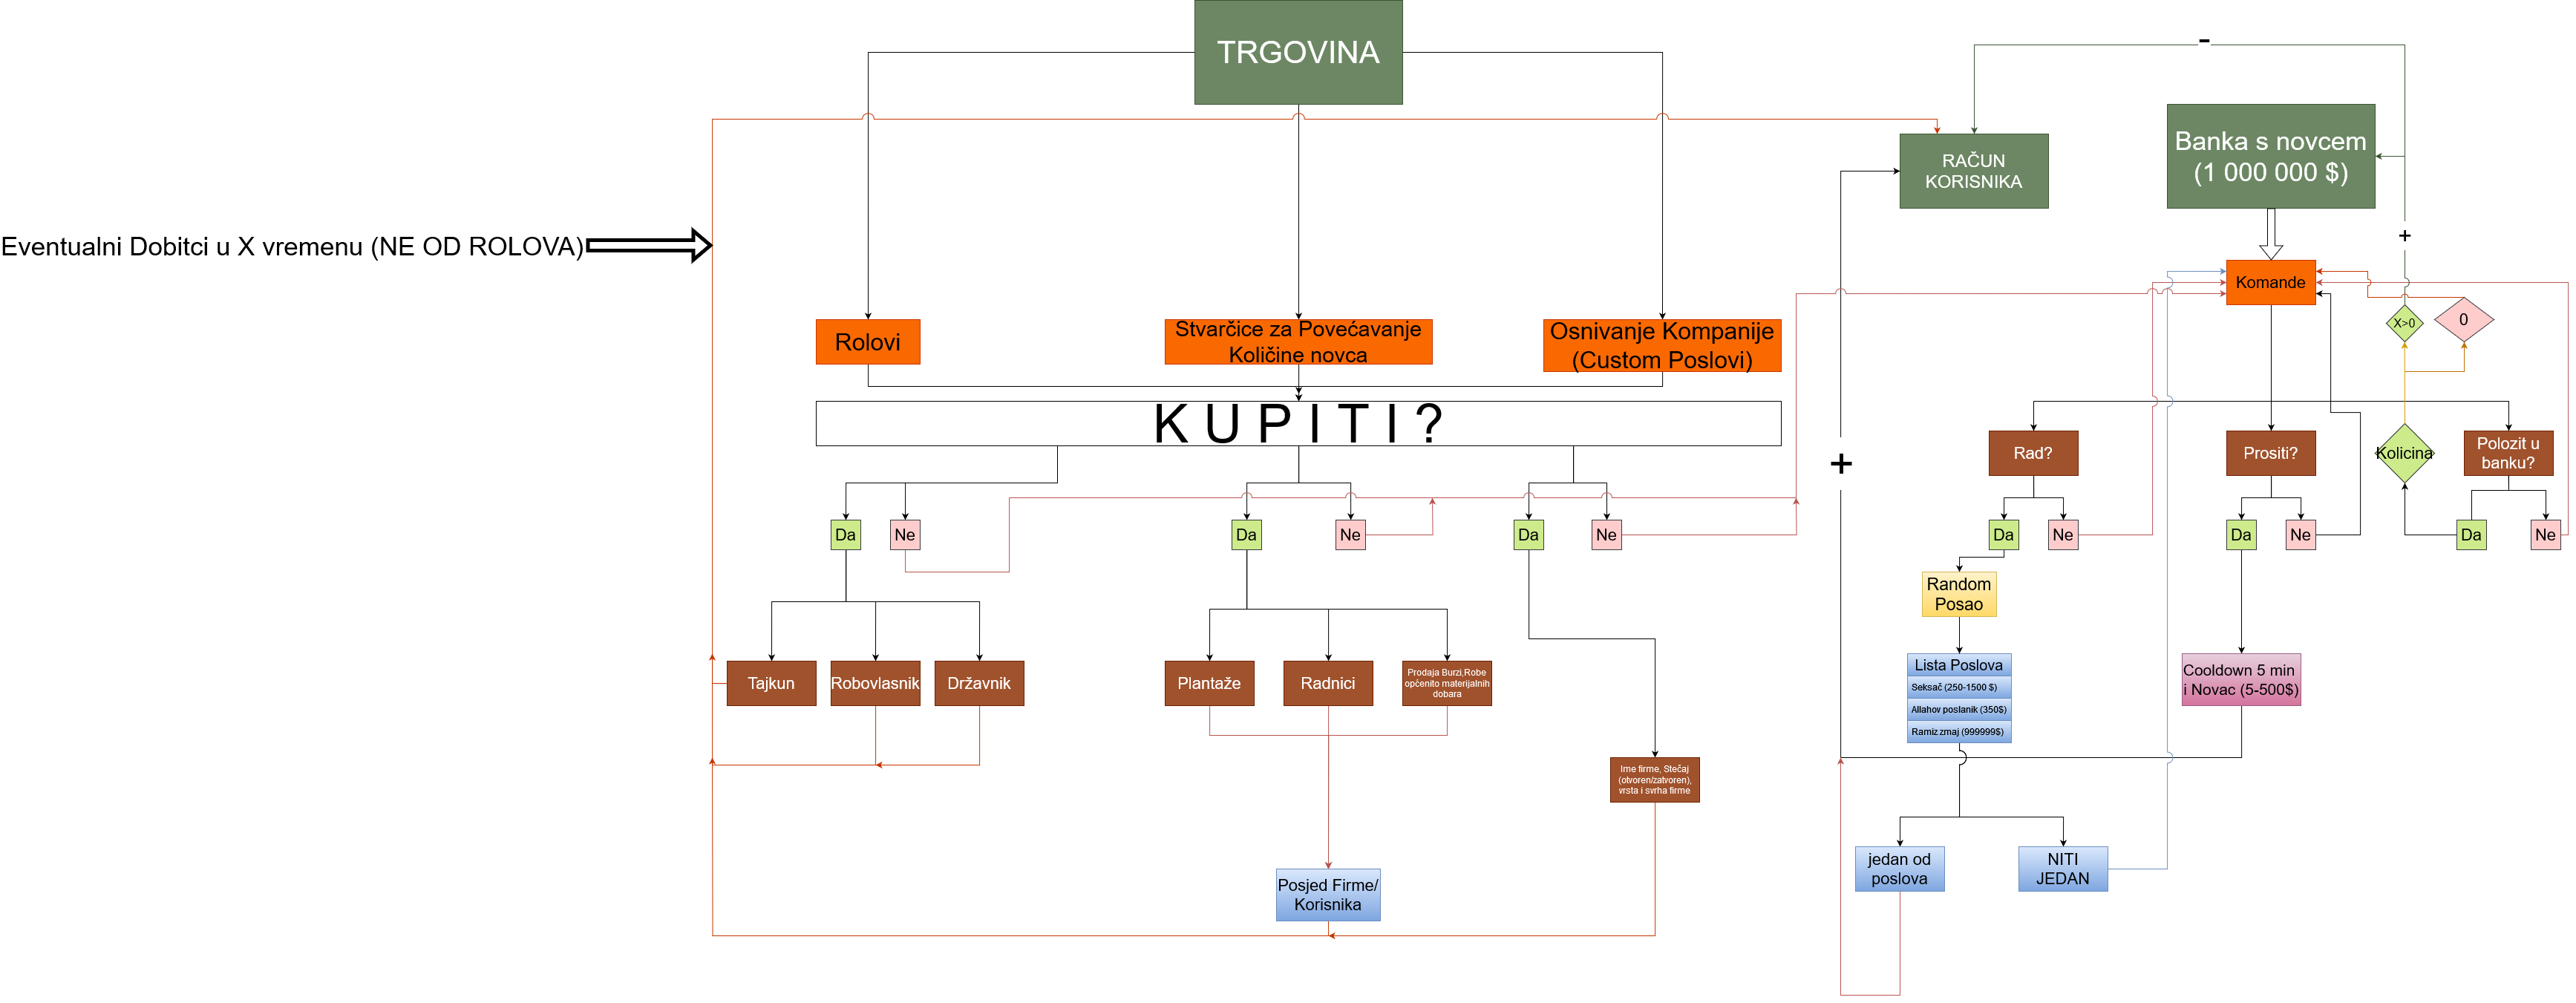 TRGOVINA
-
Banka s novcem
(1 000 000 $)
RAČUN
KORISNIKA
Eventualni Dobitci u X vremenu (NE OD ROLOVA)
+
Komande
Rolovi
Stvarčice za Povećavanje
Količine novca
Osnivanje Kompanije
(Custom Poslovi)
X>0
0
K U P I T I ?
+
Rad?
Prositi?
Kolicina
Polozit u
banku?
Da
Ne
Da
Ne
Da
Ne
Da
Ne
Da
Ne
Da
Ne
Random
Posao
Tajkun
Robovlasnik
Državnik
Plantaže
Radnici
Prodaja Burzi,Robe
općenito materijalnih
dobara
Lista Poslova
Seksač (250-1500 $)
Allahov poslanik (350$)
Ramiz zmaj (999999$)
Cooldown 5 min
i Novac (5-500$)
Ime firme, Stečaj
(otvoren/zatvoren),
vrsta i svrha firme
jedan od
poslova
NITI
JEDAN
Posjed Firme/
Korisnika